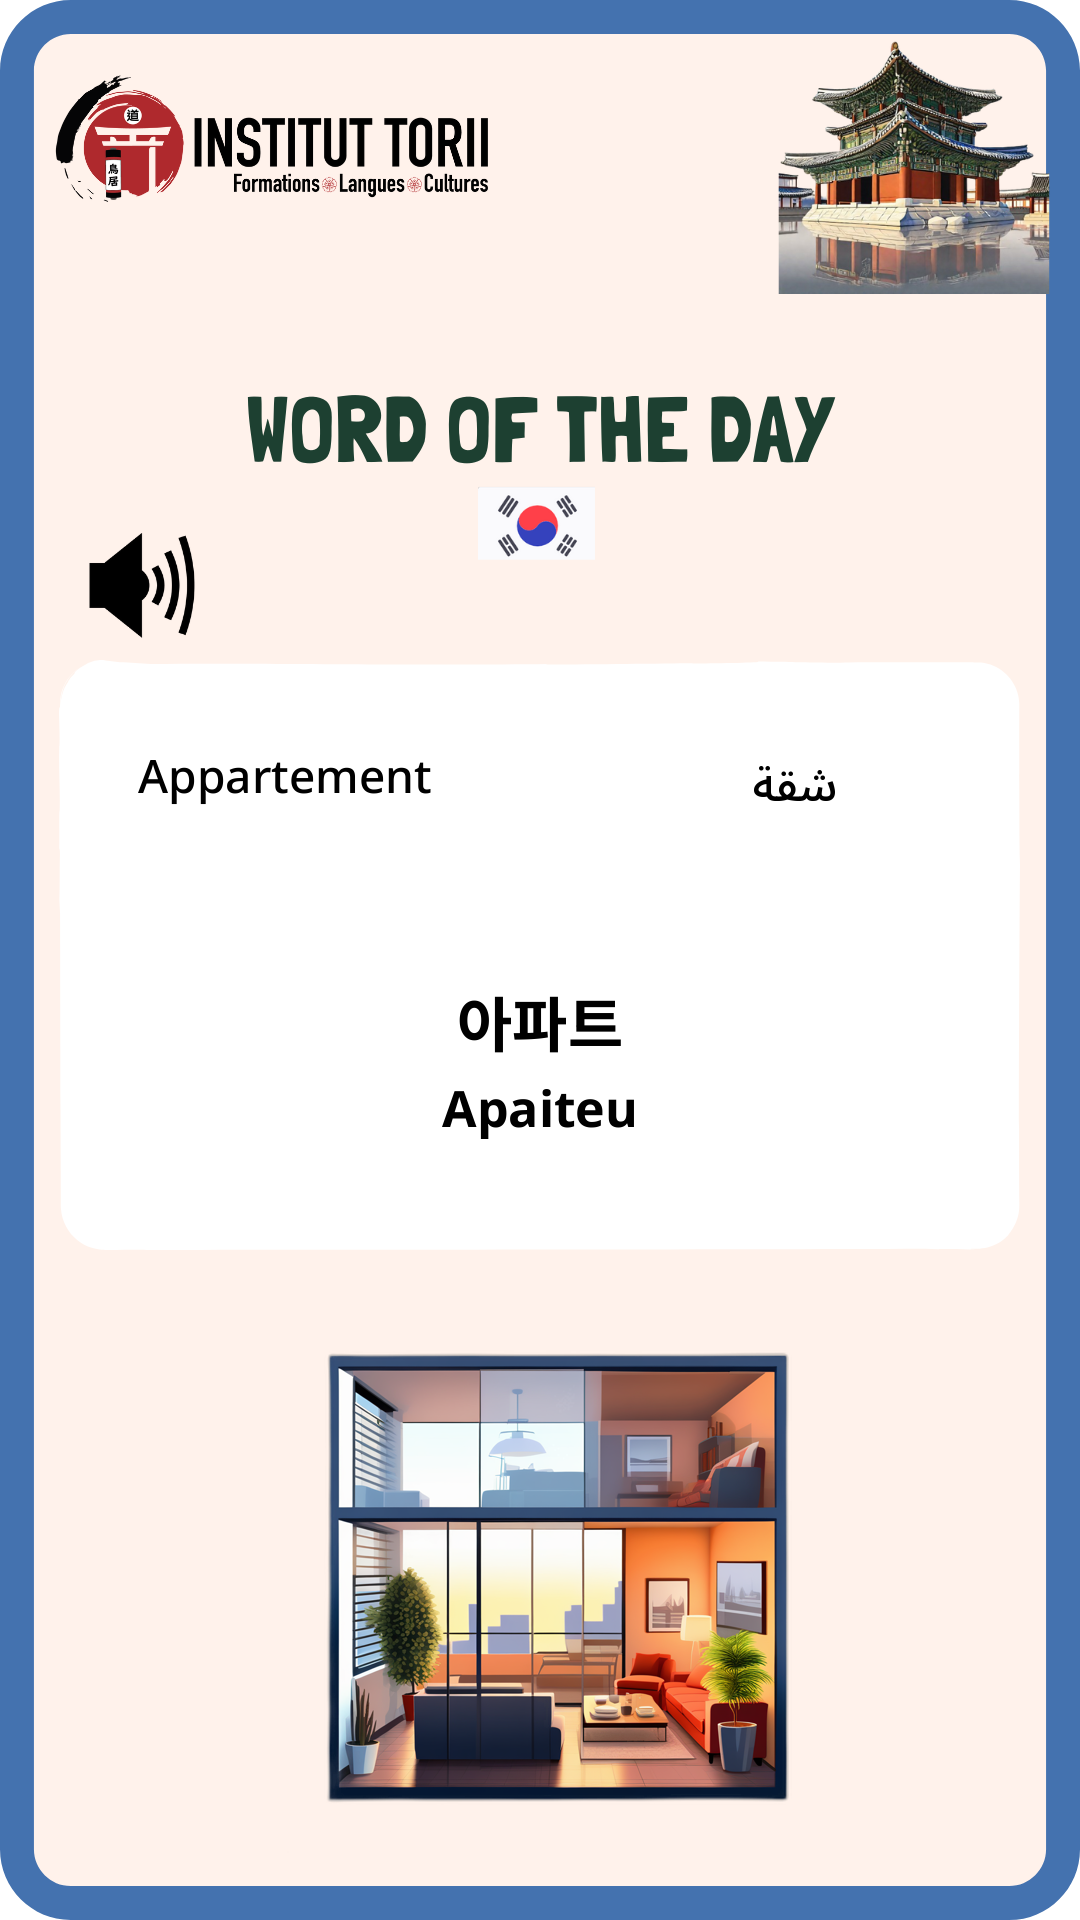 道
鳥居
INSTITUT TORII
Formations Langues Cultures
WORD OF THE DAY
Appartement
شقة
아파트
Apaiteu